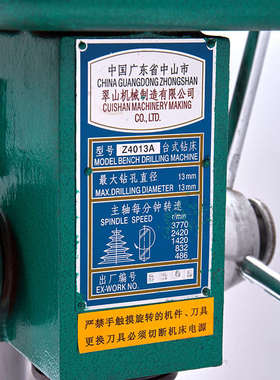 中国广东省中山市
CHINA GUANGDONG ZHONGSHAN
翠山机械制造有限公司
CUISHAN MACHINERY MAKING
CO.,LTD.
型号 Z4013A 台式钻床
MODEL BENCH DRILLING MACHINE
最大钻孔直径 13mm
MAX.DRILLING DIAMETER 13mm
主轴每分钟转速
SPINDLE SPEED r/min
3770
2420
1420
832
486
出厂编号
EX-WORK NO.
严禁手触摸旋转的机件、刀具
更换刀具必须切断机床电源